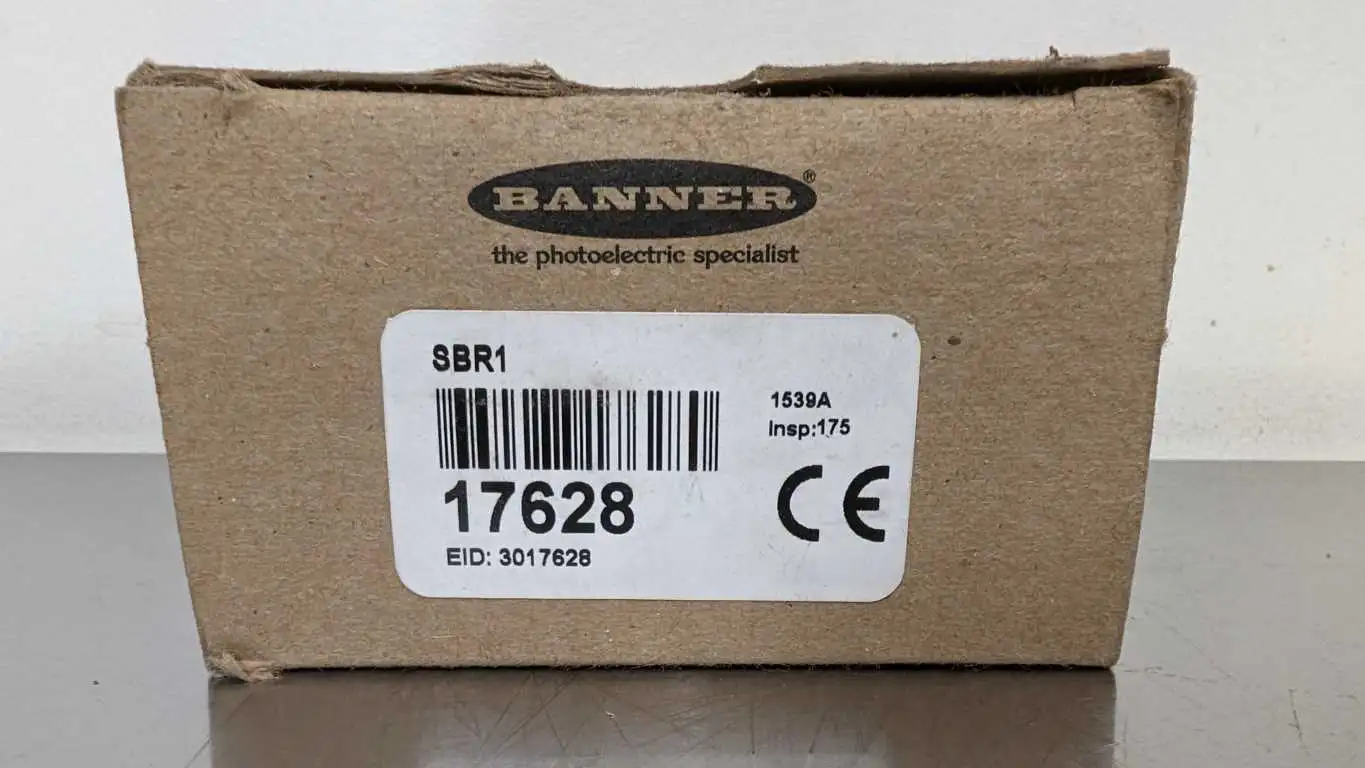 BANNER®
the photoelectric specialist
SBR1
1539A
Insp:175
17628
EID: 3017628
CE